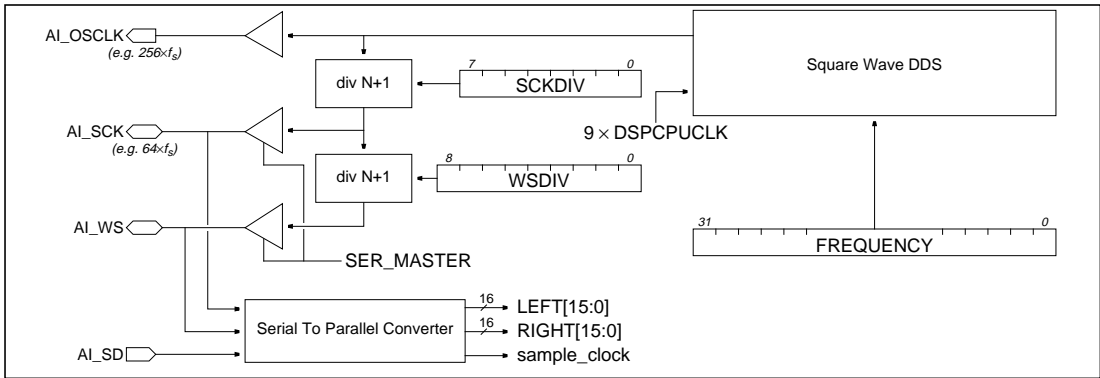 AI_OSCLK
(e.g. 256×fs)
div N+1
7 0
SCKDIV
Square Wave DDS
9 × DSPCPUCLK
AI_SCK
(e.g. 64×fs)
div N+1
8 0
WSDIV
AI_WS
SER_MASTER
31 0
FREQUENCY
Serial To Parallel Converter
16 LEFT[15:0]
16 RIGHT[15:0]
AI_SD
sample_clock